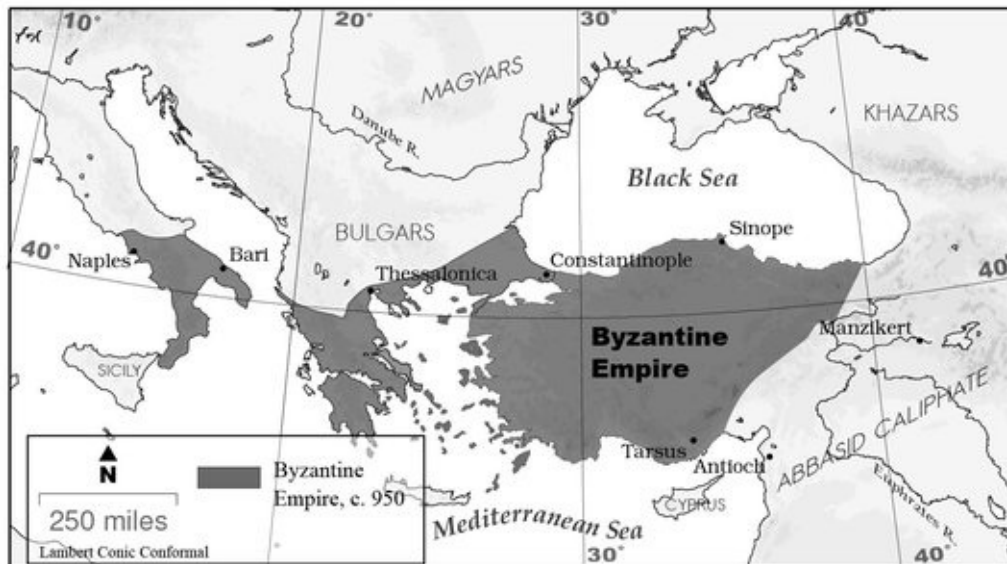 10°
20°
30°
40°
MAGYARS
KHAZARS
Danube R.
Black Sea
Sinope
BULGARS
40°
Naples
Bari
Constantinople
40°
Thessalonica
Byzantine
Empire
Manzikert
SICILY
ABBASID CALIPHATE
Tarsus
Antioch
N
Byzantine
Empire, c. 950
CYPRUS
Euphrates R.
250 miles
Mediterranean Sea
Lambert Conic Conformal
30°
40°